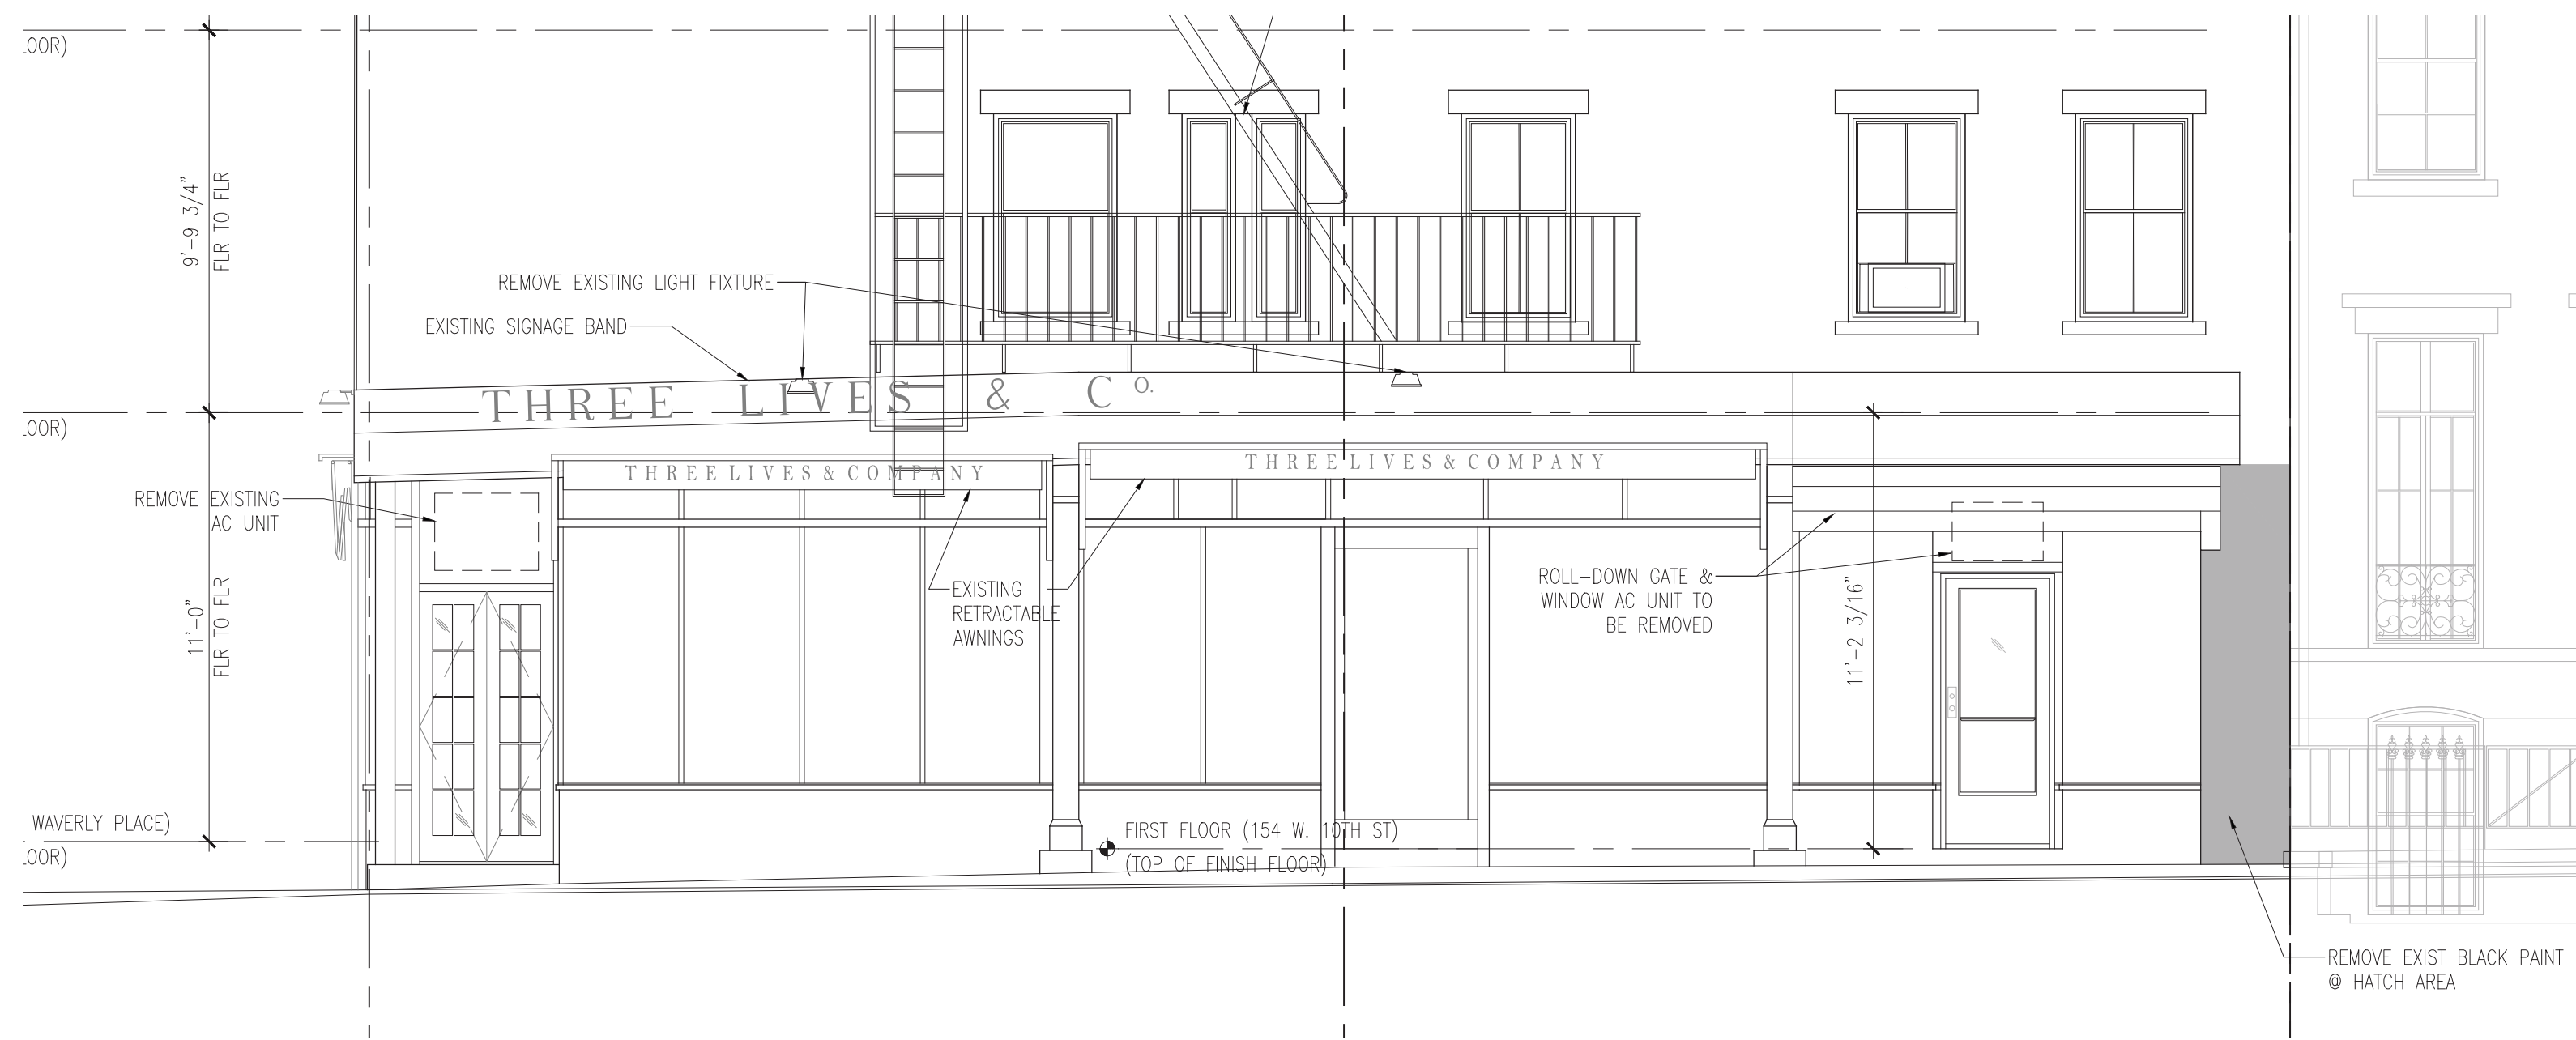 .OOR)
9'-9 3/4"
FLR TO FLR
REMOVE EXISTING LIGHT FIXTURE
EXISTING SIGNAGE BAND
THREE LIVES & Co.
.OOR)
THREE LIVES & COMPANY
THREE LIVES & COMPANY
REMOVE EXISTING
AC UNIT
EXISTING
RETRACTABLE
AWNINGS
ROLL-DOWN GATE &
WINDOW AC UNIT TO
BE REMOVED
11'-0"
FLR TO FLR
11'-2 3/16"
WAVERLY PLACE)
.OOR)
FIRST FLOOR (154 W. 10TH ST)
(TOP OF FINISH FLOOR)
REMOVE EXIST BLACK PAINT
@ HATCH AREA